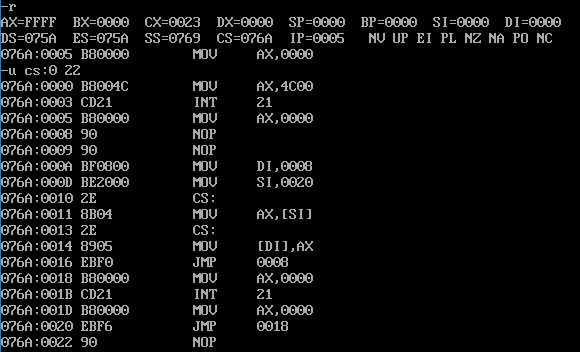 -r
AX=FFFF  BX=0000  CX=0023  DX=0000  SP=0000  BP=0000  SI=0000  DI=0000
DS=075A  ES=075A  SS=0769  CS=076A  IP=0005   NV UP EI PL NZ NA PO NC
076A:0005 B80000        MOV     AX,0000
-u cs:0 22
076A:0000 B8004C        MOV     AX,4C00
076A:0003 CD21          INT     21
076A:0005 B80000        MOV     AX,0000
076A:0008 90            NOP
076A:0009 90            NOP
076A:000A BF0800        MOV     DI,0008
076A:000D BE2000        MOV     SI,0020
076A:0010 2E            CS:
076A:0011 8B04          MOV     AX,[SI]
076A:0013 2E            CS:
076A:0014 8905          MOV     [DI],AX
076A:0016 EBF0          JMP     0008
076A:0018 B80000        MOV     AX,0000
076A:001B CD21          INT     21
076A:001D B80000        MOV     AX,0000
076A:0020 EBF6          JMP     0018
076A:0022 90            NOP